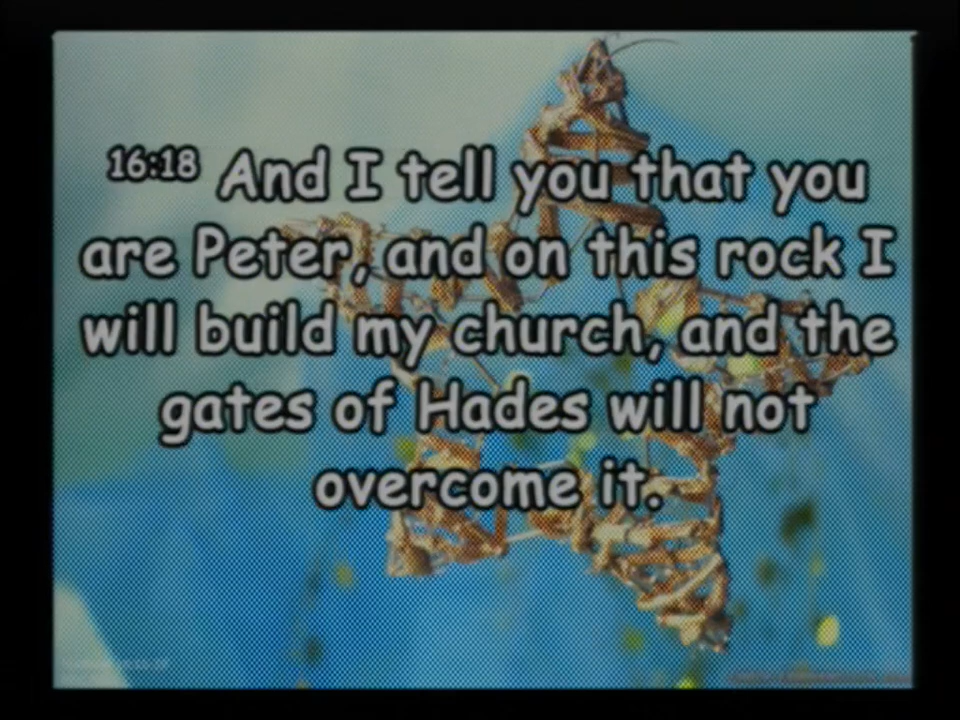 16:18 And I tell you that you
are Peter, and on this rock I
will build my church, and the
gates of Hades will not
overcome it.